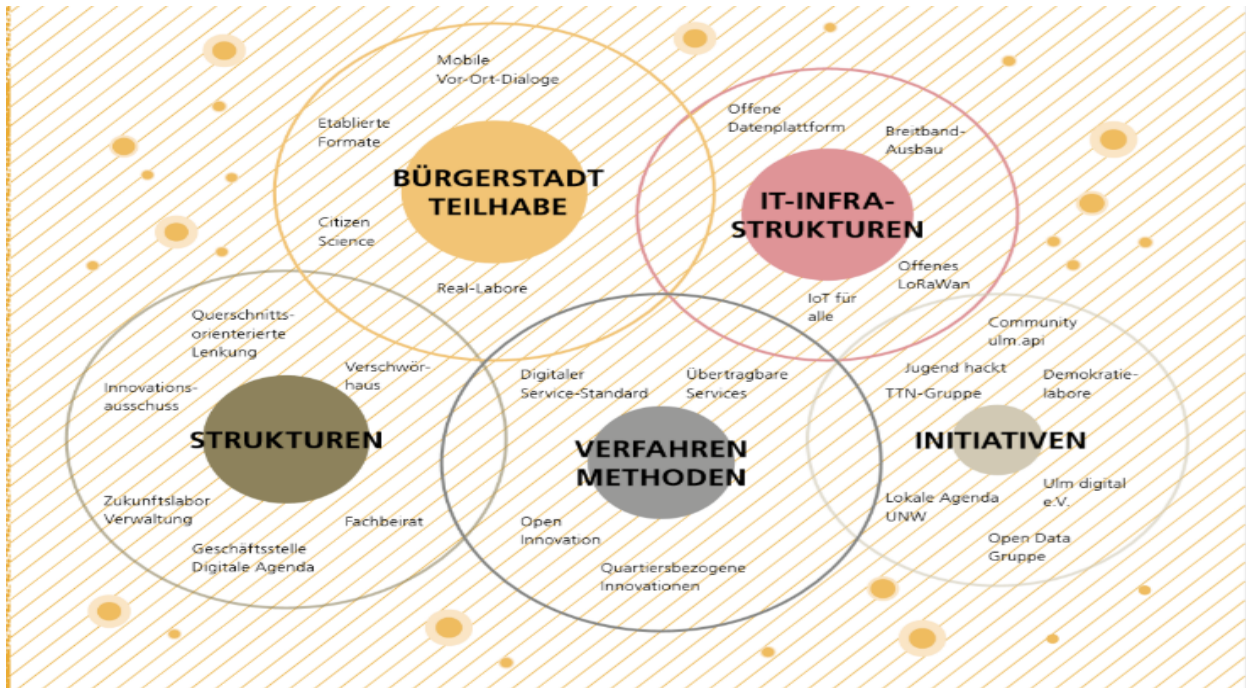 Mobile
Vor-Ort-Dialoge
Etablierte
Formate
BÜRGERSTADT
TEILHABE
Citizen
Science
Real-Labore
Offene
Datenplattform
Breitband-
Ausbau
IT-INFRA-
STRUKTUREN
Offenes
LoRaWan
IoT für
alle
Querschnitts-
orientierte
Lenkung
Verschwör-
haus
Innovations-
ausschuss
STRUKTUREN
Zukunftslabor
Verwaltung
Fachbeirat
Geschäftsstelle
Digitale Agenda
Digitaler
Service-Standard
Übertragbare
Services
VERFAHREN
METHODEN
Open
Innovation
Quartiersbezogene
Innovationen
Community
ulm.api
Jugend hackt
TTN-Gruppe
Demokratie-
labore
INITIATIVEN
Lokale Agenda
UNW
Ulm digital
e.V.
Open Data
Gruppe